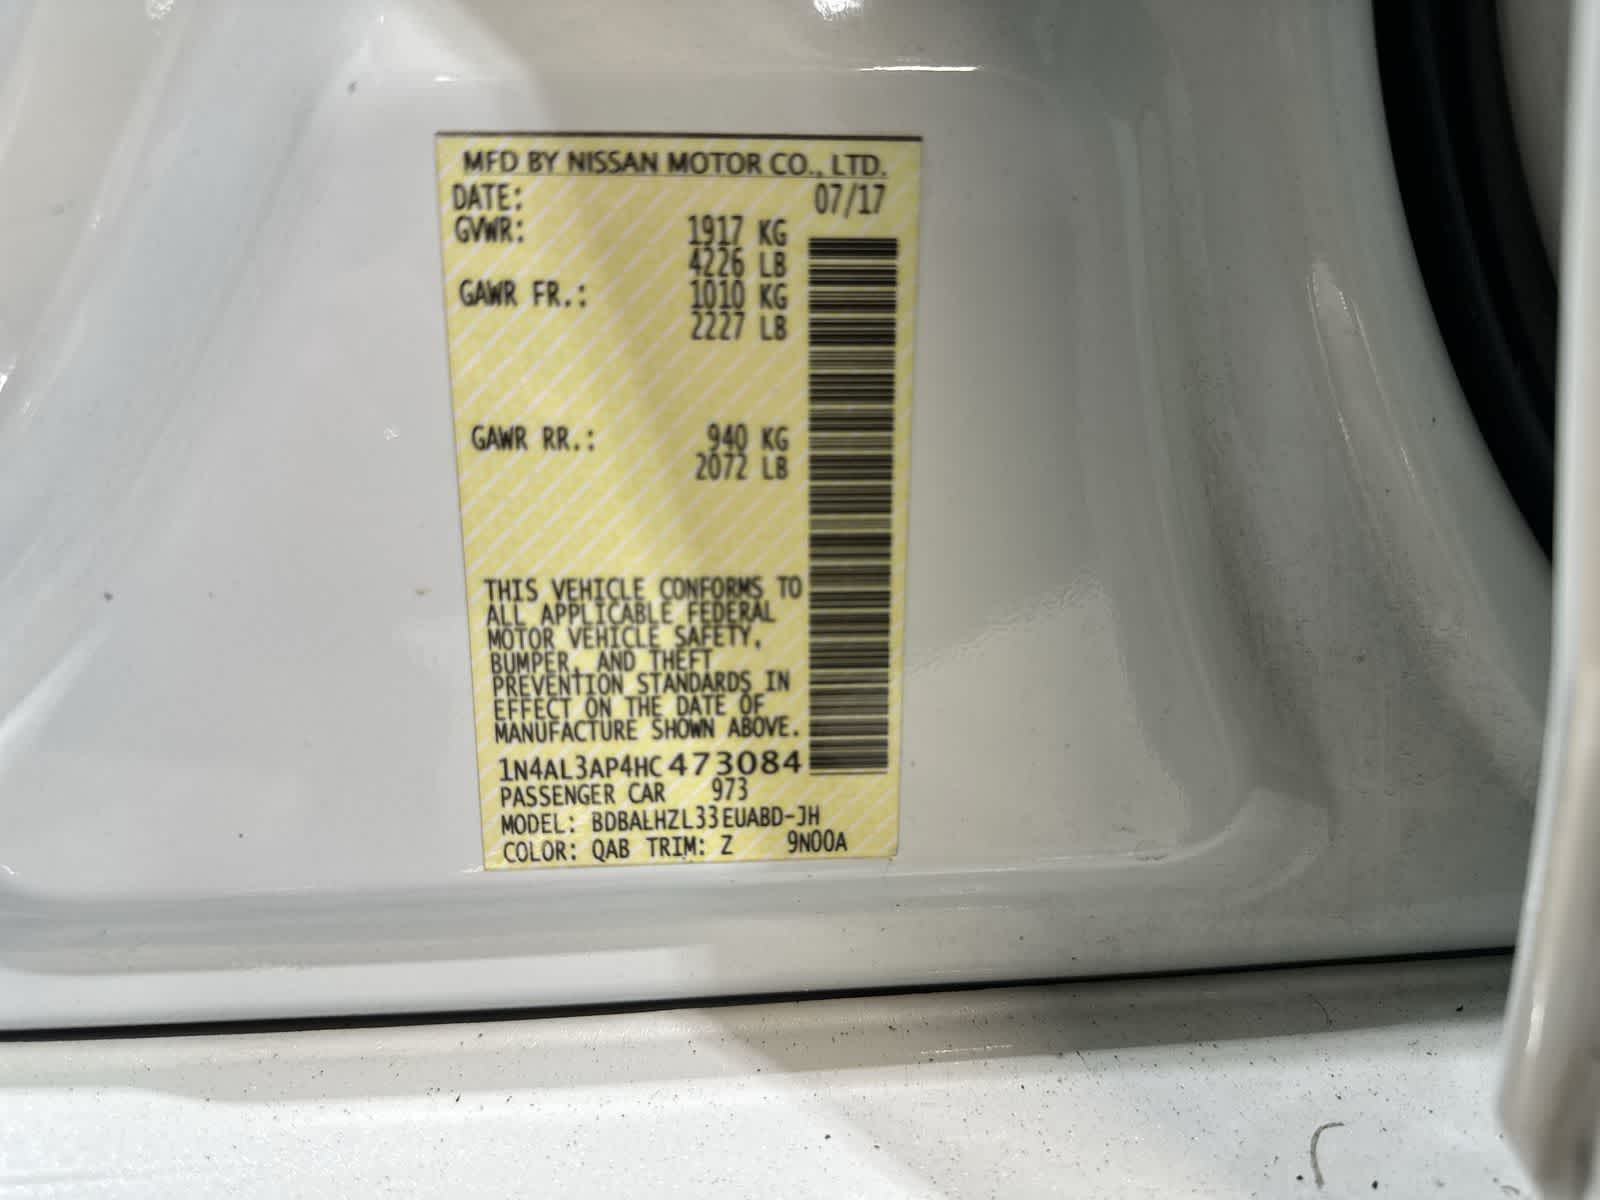 MFD BY NISSAN MOTOR CO., LTD.
DATE: 07/17
GVWR: 1917 KG
4226 LB
GAWR FR.: 1010 KG
2227 LB
GAWR RR.: 940 KG
2072 LB
THIS VEHICLE CONFORMS TO
ALL APPLICABLE FEDERAL
MOTOR VEHICLE SAFETY,
BUMPER, AND THEFT
PREVENTION STANDARDS IN
EFFECT ON THE DATE OF
MANUFACTURE SHOWN ABOVE.
1N4AL3AP4HC473084
PASSENGER CAR 973
MODEL: BDBALHZL33EUABD-JH
COLOR: QAB TRIM: Z 9N00A